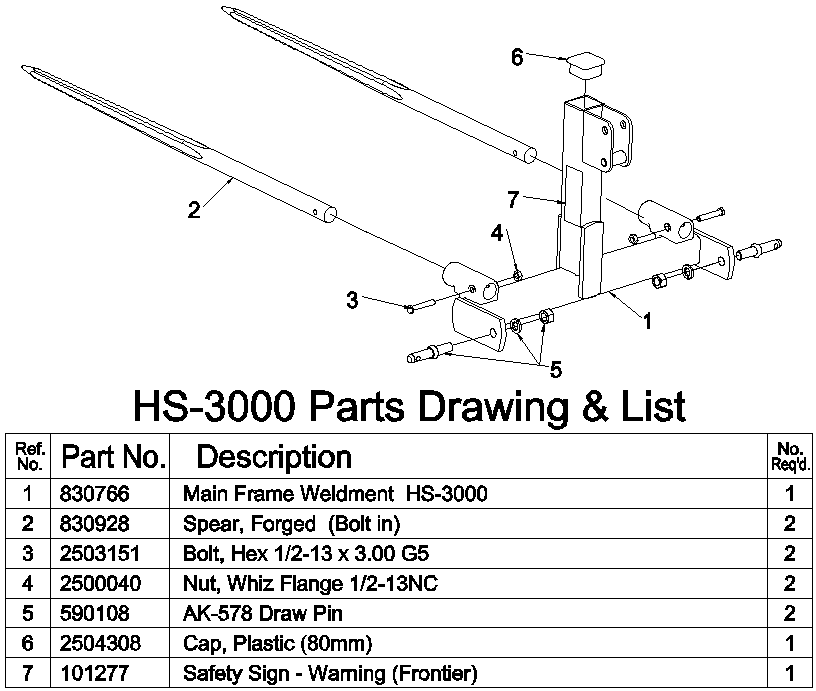 6
7
2
4
3
1
5
HS-3000 Parts Drawing & List
Ref. No. Part No. Description No. Req'd.
1 830766 Main Frame Weldment HS-3000 1
2 830928 Spear, Forged (Bolt in) 2
3 2503151 Bolt, Hex 1/2-13 x 3.00 G5 2
4 2500040 Nut, Whiz Flange 1/2-13NC 2
5 590108 AK-578 Draw Pin 2
6 2504308 Cap, Plastic (80mm) 1
7 101277 Safety Sign - Warning (Frontier) 1